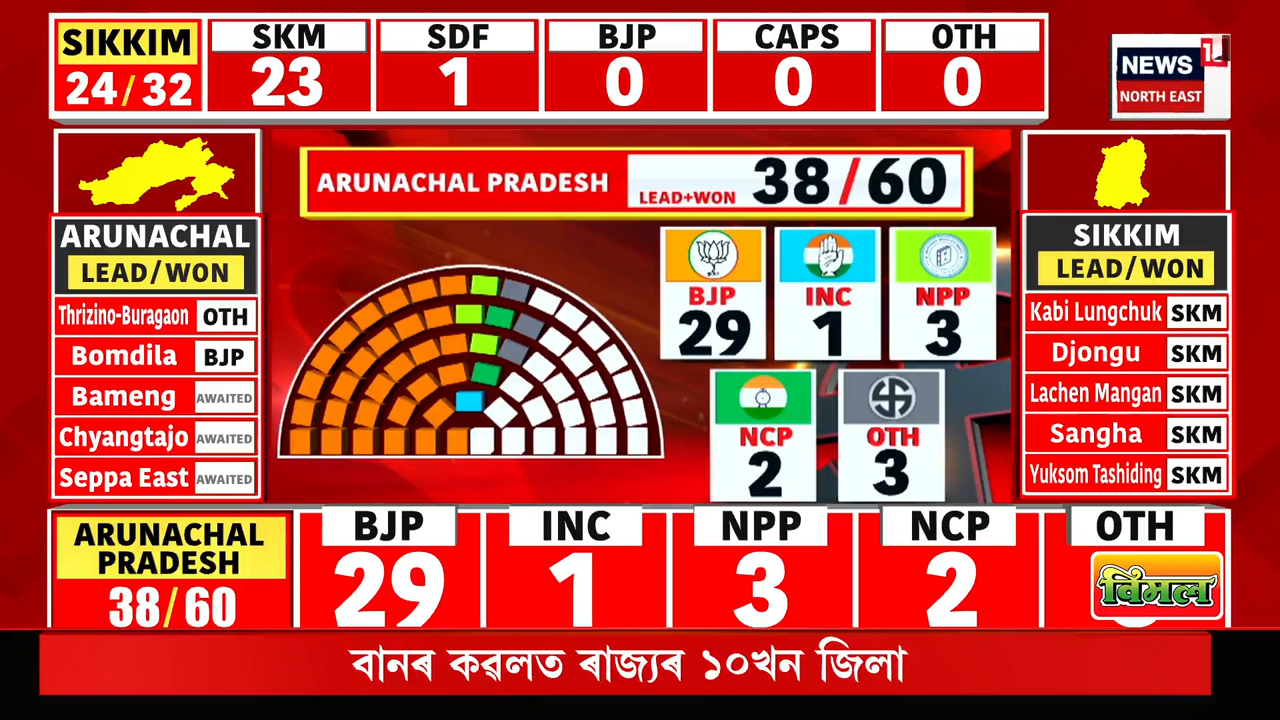 SIKKIM
24/32
SKM
23
SDF
1
BJP
0
CAPS
0
OTH
0
NEWS 18
NORTH EAST
ARUNACHAL PRADESH LEAD+WON 38/60
ARUNACHAL
LEAD/WON
Thrizino-Buragaon OTH
Bomdila BJP
Bameng AWAITED
Chyangtajo AWAITED
Seppa East AWAITED
BJP
29
INC
1
NPP
3
NCP
2
OTH
3
SIKKIM
LEAD/WON
Kabi Lungchuk SKM
Djongu SKM
Lachen Mangan SKM
Sangha SKM
Yuksom Tashiding SKM
ARUNACHAL
PRADESH
38/60
BJP
29
INC
1
NPP
3
NCP
2
OTH
विमल
বানৰ কৱলত ৰাজ্যৰ ১০খন জিলা